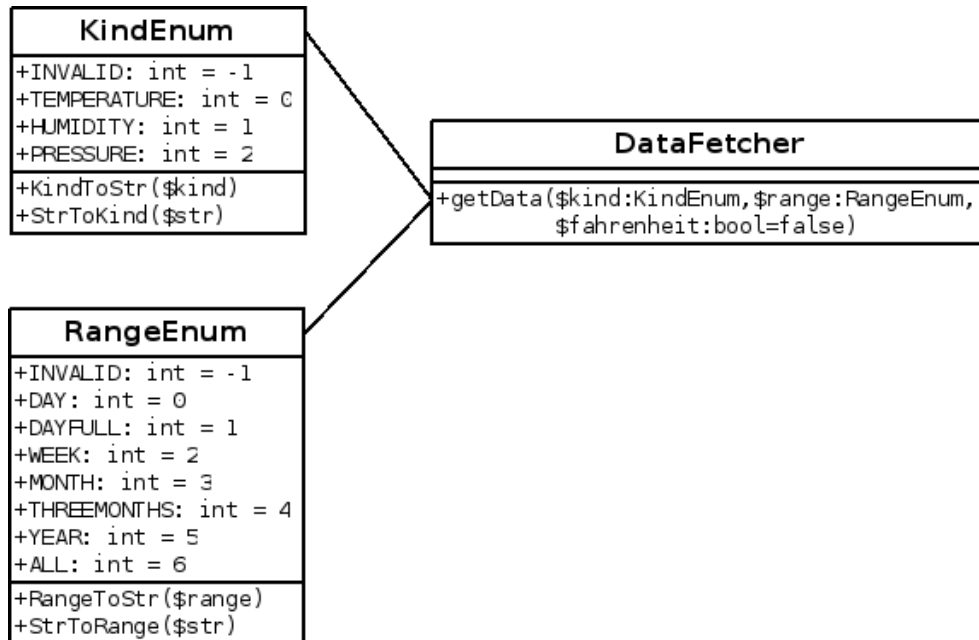 KindEnum
+INVALID: int = -1
+TEMPERATURE: int = 0
+HUMIDITY: int = 1
+PRESSURE: int = 2
+KindToStr($kind)
+StrToKind($str)
DataFetcher
+getData($kind:KindEnum,$range:RangeEnum,
$fahrenheit:bool=false)
RangeEnum
+INVALID: int = -1
+DAY: int = 0
+DAYFULL: int = 1
+WEEK: int = 2
+MONTH: int = 3
+THREEMONTHS: int = 4
+YEAR: int = 5
+ALL: int = 6
+RangeToStr($range)
+StrToRange($str)